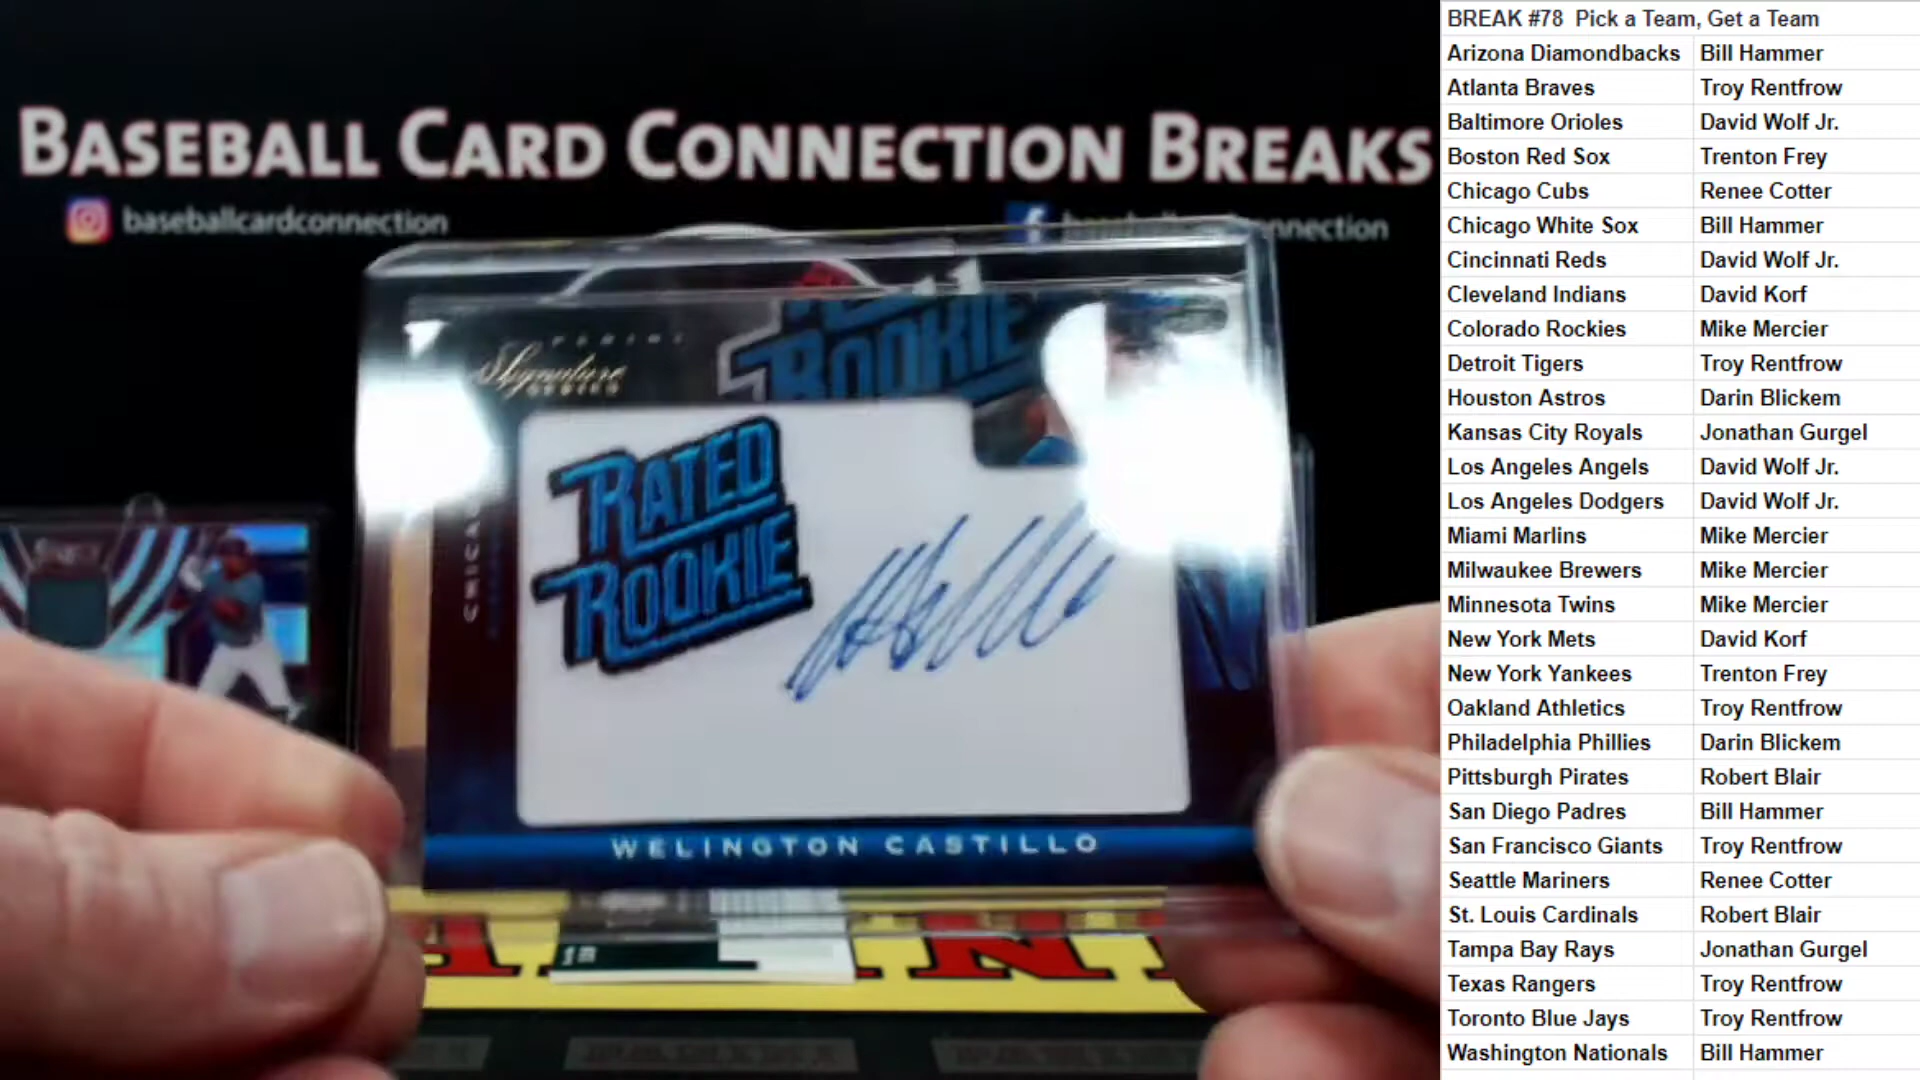 BASEBALL CARD CONNECTION BREAKS
baseballcardconnection
PANINI
Signature
SERIES
ROOKIE
RATED
ROOKIE
WELINGTON CASTILLO
BREAK #78 Pick a Team, Get a Team
Arizona Diamondbacks Bill Hammer
Atlanta Braves Troy Rentfrow
Baltimore Orioles David Wolf Jr.
Boston Red Sox Trenton Frey
Chicago Cubs Renee Cotter
Chicago White Sox Bill Hammer
Cincinnati Reds David Wolf Jr.
Cleveland Indians David Korf
Colorado Rockies Mike Mercier
Detroit Tigers Troy Rentfrow
Houston Astros Darin Blickem
Kansas City Royals Jonathan Gurgel
Los Angeles Angels David Wolf Jr.
Los Angeles Dodgers David Wolf Jr.
Miami Marlins Mike Mercier
Milwaukee Brewers Mike Mercier
Minnesota Twins Mike Mercier
New York Mets David Korf
New York Yankees Trenton Frey
Oakland Athletics Troy Rentfrow
Philadelphia Phillies Darin Blickem
Pittsburgh Pirates Robert Blair
San Diego Padres Bill Hammer
San Francisco Giants Troy Rentfrow
Seattle Mariners Renee Cotter
St. Louis Cardinals Robert Blair
Tampa Bay Rays Jonathan Gurgel
Texas Rangers Troy Rentfrow
Toronto Blue Jays Troy Rentfrow
Washington Nationals Bill Hammer